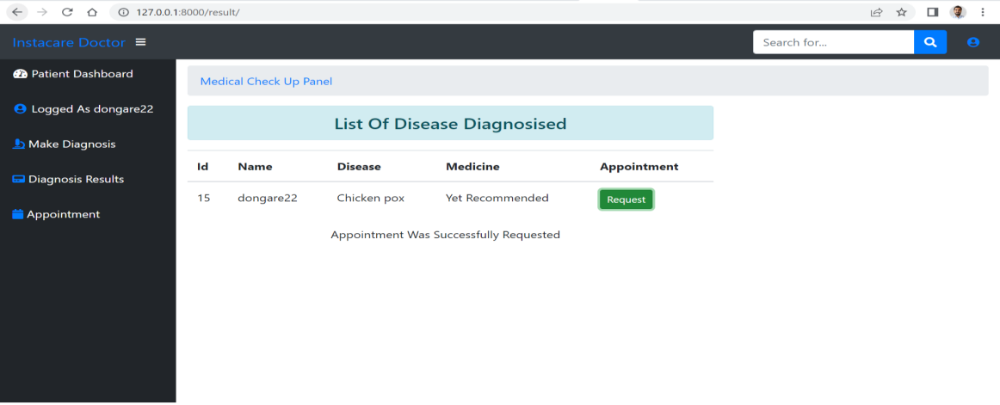 127.0.0.1:8000/result/
Instacare Doctor
Search for...
Patient Dashboard
Logged As dongare22
Make Diagnosis
Diagnosis Results
Appointment
Medical Check Up Panel
List Of Disease Diagnosised
Id Name Disease Medicine Appointment
15 dongare22 Chicken pox Yet Recommended Request
Appointment Was Successfully Requested